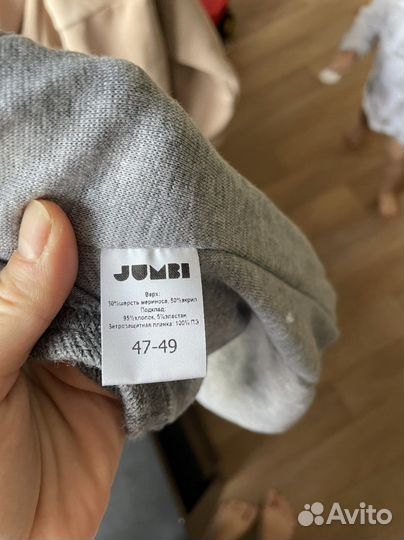 JUMBI
Верх:
50%шерсть мериноса, 50%акрил
Подклад:
95%хлопок, 5%эластан
Ветрозащитная планка: 100% ПЭ
47-49
Avito